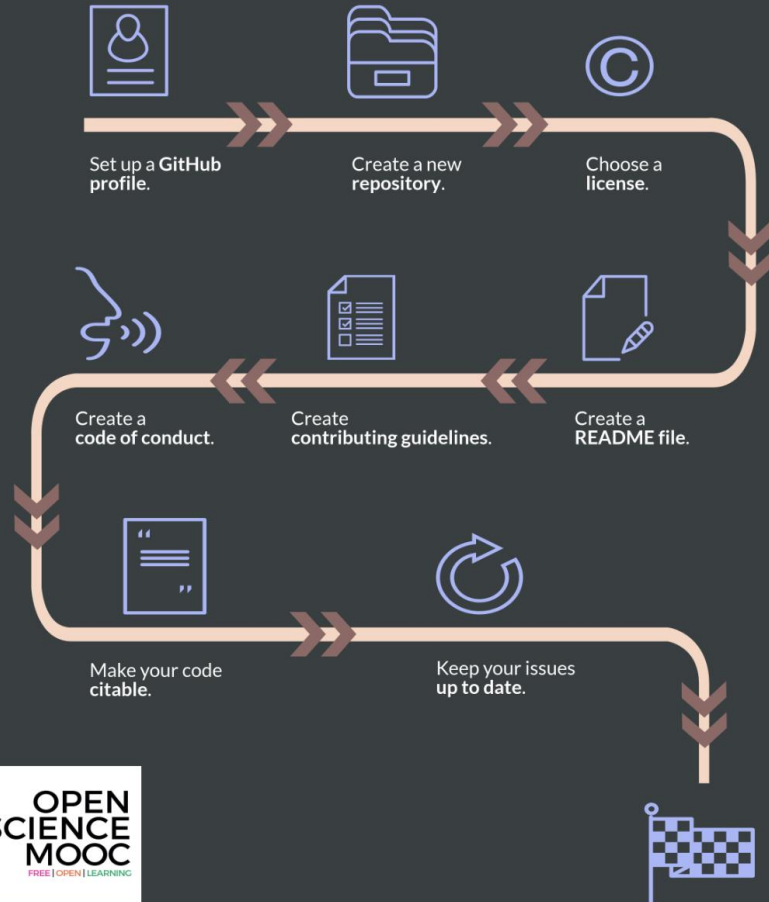 Set up a GitHub
profile.
Create a new
repository.
Choose a
license.
Create a
README file.
Create
contributing guidelines.
Create a
code of conduct.
Make your code
citable.
Keep your issues
up to date.
OPEN
SCIENCE
MOOC
FREE | OPEN | LEARNING